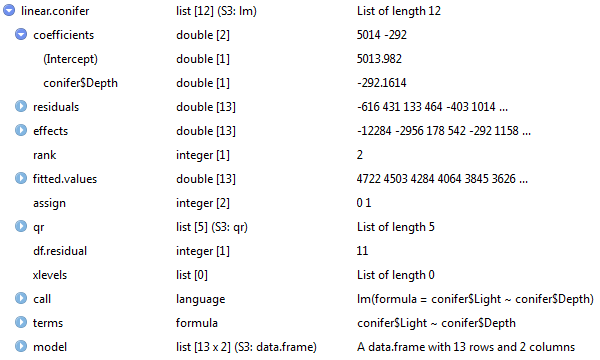 linear.conifer list [12] (S3: lm) List of length 12
coefficients double [2] 5014 -292
(Intercept) double [1] 5013.982
conifer$Depth double [1] -292.1614
residuals double [13] -616 431 133 464 -403 1014 ...
effects double [13] -12284 -2956 178 542 -292 1158 ...
rank integer [1] 2
fitted.values double [13] 4722 4503 4284 4064 3845 3626 ...
assign integer [2] 0 1
qr list [5] (S3: qr) List of length 5
df.residual integer [1] 11
xlevels list [0] List of length 0
call language lm(formula = conifer$Light ~ conifer$Depth)
terms formula conifer$Light ~ conifer$Depth
model list [13 x 2] (S3: data.frame) A data.frame with 13 rows and 2 columns